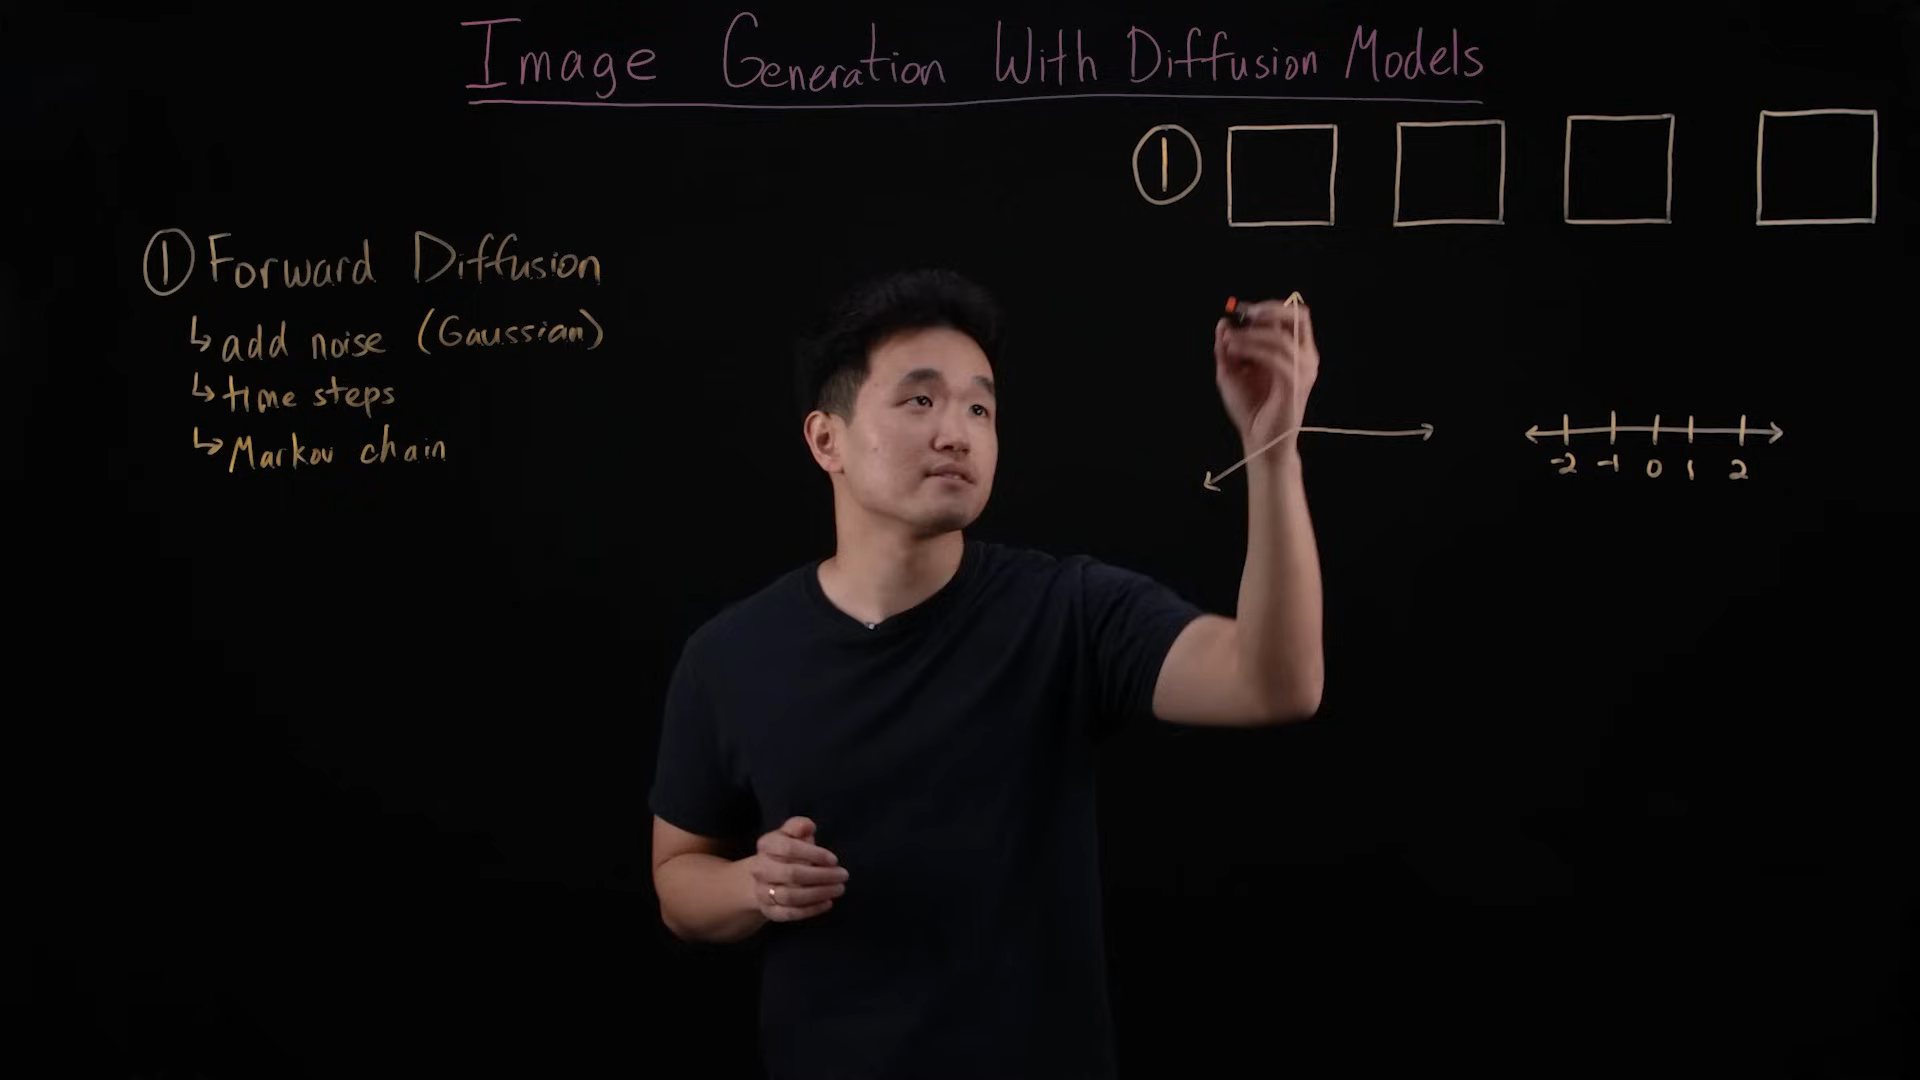 Image Generation With Diffusion Models
①
① Forward Diffusion
↳ add noise (Gaussian)
↳ time steps
↳ Markov chain
-2 -1 0 1 2